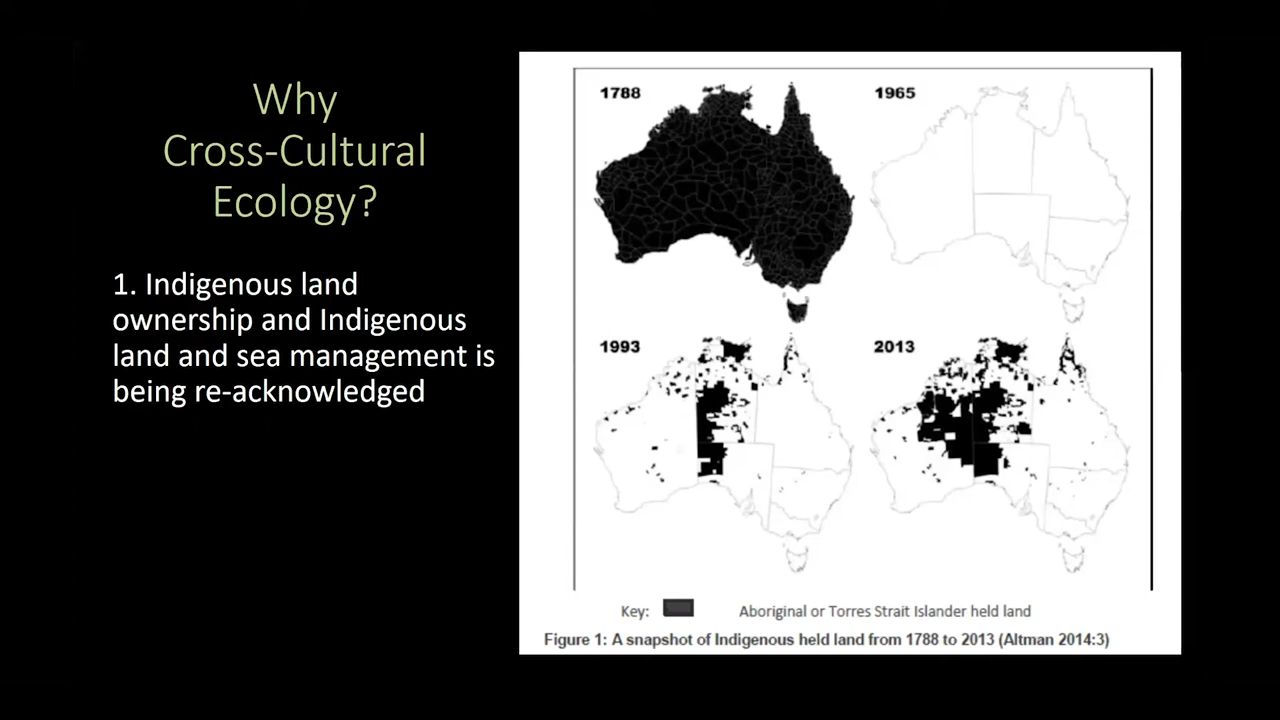 Why
Cross-Cultural
Ecology?
1. Indigenous land
ownership and Indigenous
land and sea management is
being re-acknowledged
1788
1965
1993
2013
Key: Aboriginal or Torres Strait Islander held land
Figure 1: A snapshot of Indigenous held land from 1788 to 2013 (Altman 2014:3)